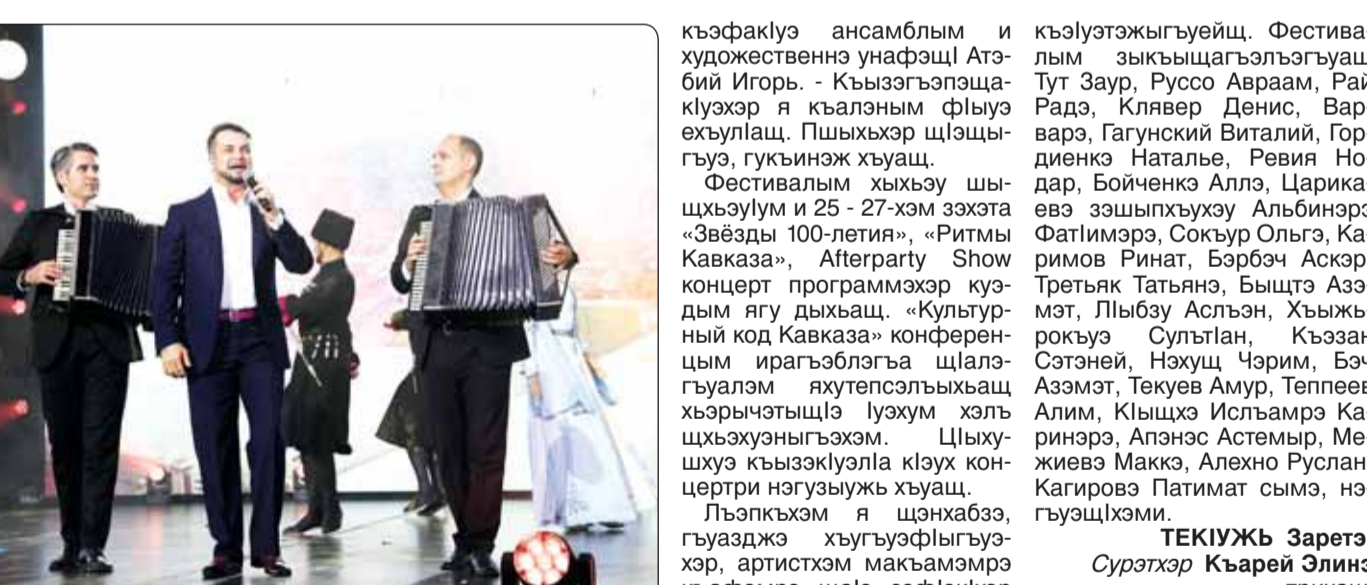 къэфакӏуэ ансамблым и
художественнэ унафэщӏ Атэ-
бий Игорь. - Къызэгъэпэща-
кӏуэхэр я къалэным фӏыуэ
ехъулӏащ. Пшыхьхэр щӏэщы-
гъуэ, гукъинэж хъуащ.
Фестивалым хыхьэу шы-
щхьэуӏум и 25 - 27-хэм зэхэта
«Звёзды 100-летия», «Ритмы
Кавказа», Afterparty Show
концерт программэхэр куэ-
дым ягу дыхьащ. «Культур-
ный код Кавказа» конферен-
цым ирагъэблэгъа щӏалэ-
гъуалэм яхутепсэлъыхьащ
хьэрычэтыщӏэ ӏуэхум хэлъ
щхьэхуэныгъэхэм. Цӏыху-
шхуэ къызэкӏуэлӏа кӏэух кон-
цертри нэгузыужь хъуащ.
Лъэпкъхэм я щэнхабзэ,
гъуазджэ хъугъуэфӏыгъуэ-
хэр, артистхэм макъамэмрэ
къэӏуэтэжыгъуейщ. Фестива-
лым зыкъыщагъэлъэгъуащ
Тут Заур, Руссо Авраам, Рай
Радэ, Клявер Денис, Вар-
варэ, Гагунский Виталий, Гор-
диенкэ Наталье, Ревия Но-
дар, Бойченкэ Аллэ, Царика-
евэ зэшыпхъухэу Альбинэрэ
Фатӏимэрэ, Сокъур Ольгэ, Ка-
римов Ринат, Бэрбэч Аскэр,
Третьяк Татьянэ, Быщтэ Азэ-
мэт, Лӏыбзу Аслъэн, Хъыжь-
рокъуэ Сулътӏан, Къэзан
Сэтэней, Нэхущ Чэрим, Бэч
Азэмэт, Текуев Амур, Теппеев
Алим, Кӏыщхэ Ислъамрэ Ка-
ринэрэ, Апэнэс Астемыр, Ме-
жиевэ Маккэ, Алехно Руслан,
Кагировэ Патимат сымэ, нэ-
гъуэщӏхэми.
ТЕКӏУЖЬ Заретэ
Сурэтхэр Къарей Элинэ